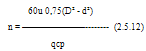 60u 0,75(D² - d²)
n = ------------------------ (2.5.12)
qcp